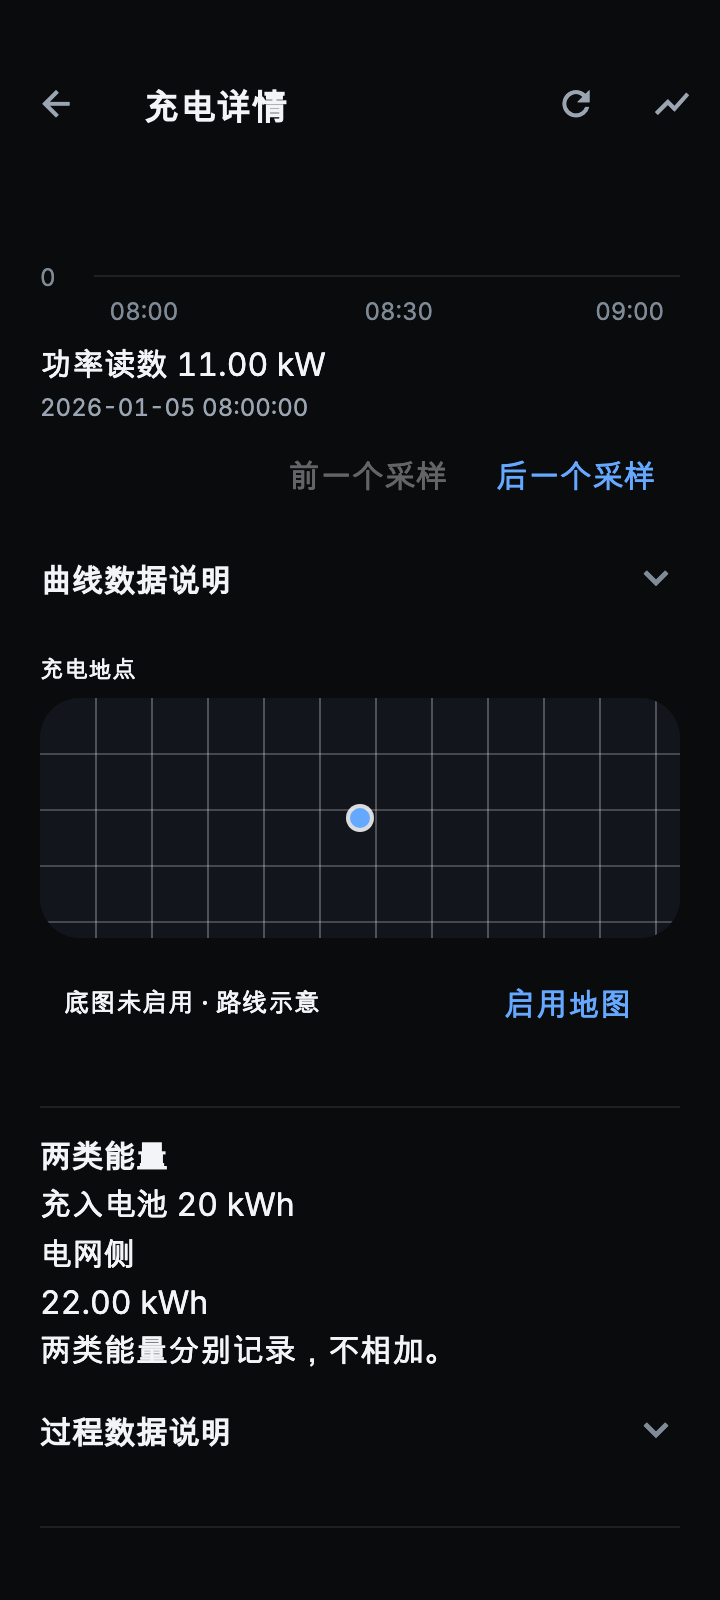 充电详情
0
08:00 08:30 09:00
功率读数 11.00 kW
2026-01-05 08:00:00
前一个采样 后一个采样
曲线数据说明
充电地点
底图未启用 · 路线示意 启用地图
两类能量
充入电池 20 kWh
电网侧
22.00 kWh
两类能量分别记录，不相加。
过程数据说明